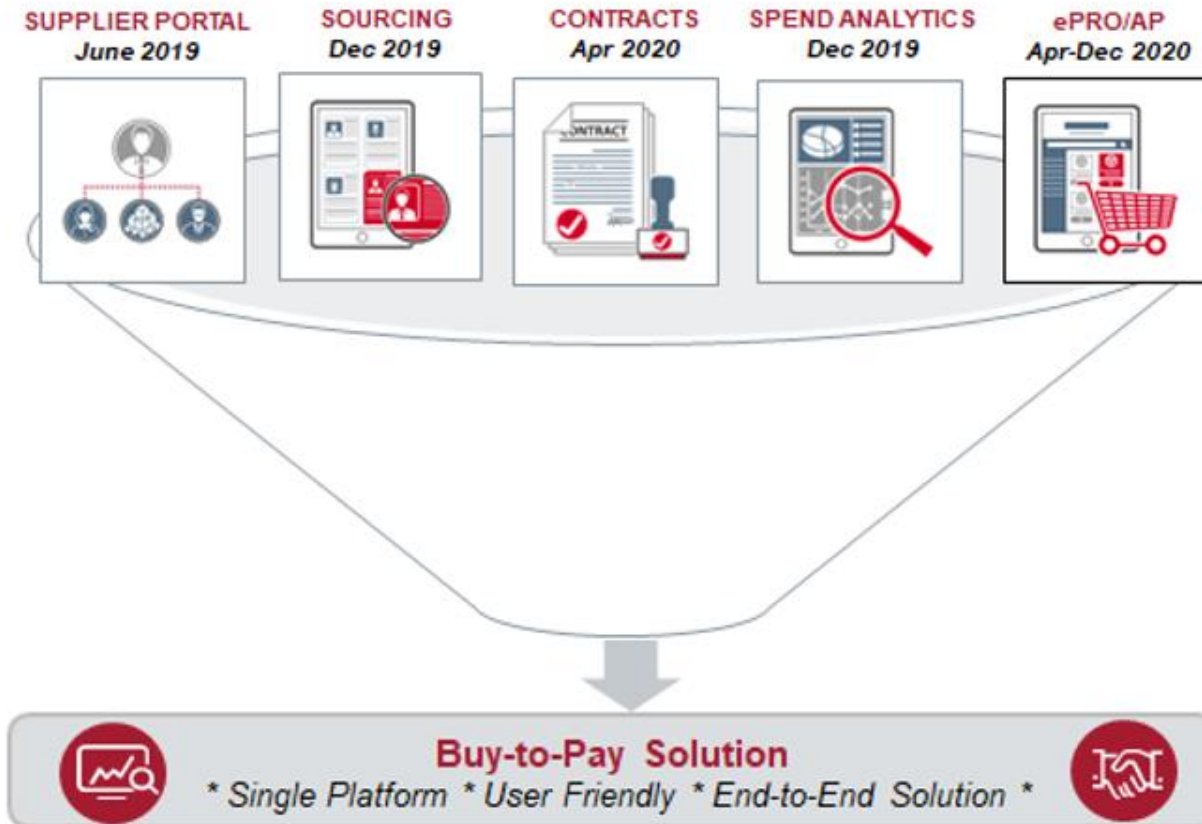 SUPPLIER PORTAL
June 2019
SOURCING
Dec 2019
CONTRACTS
Apr 2020
SPEND ANALYTICS
Dec 2019
ePRO/AP
Apr-Dec 2020
CONTRACT
Buy-to-Pay Solution
* Single Platform * User Friendly * End-to-End Solution *